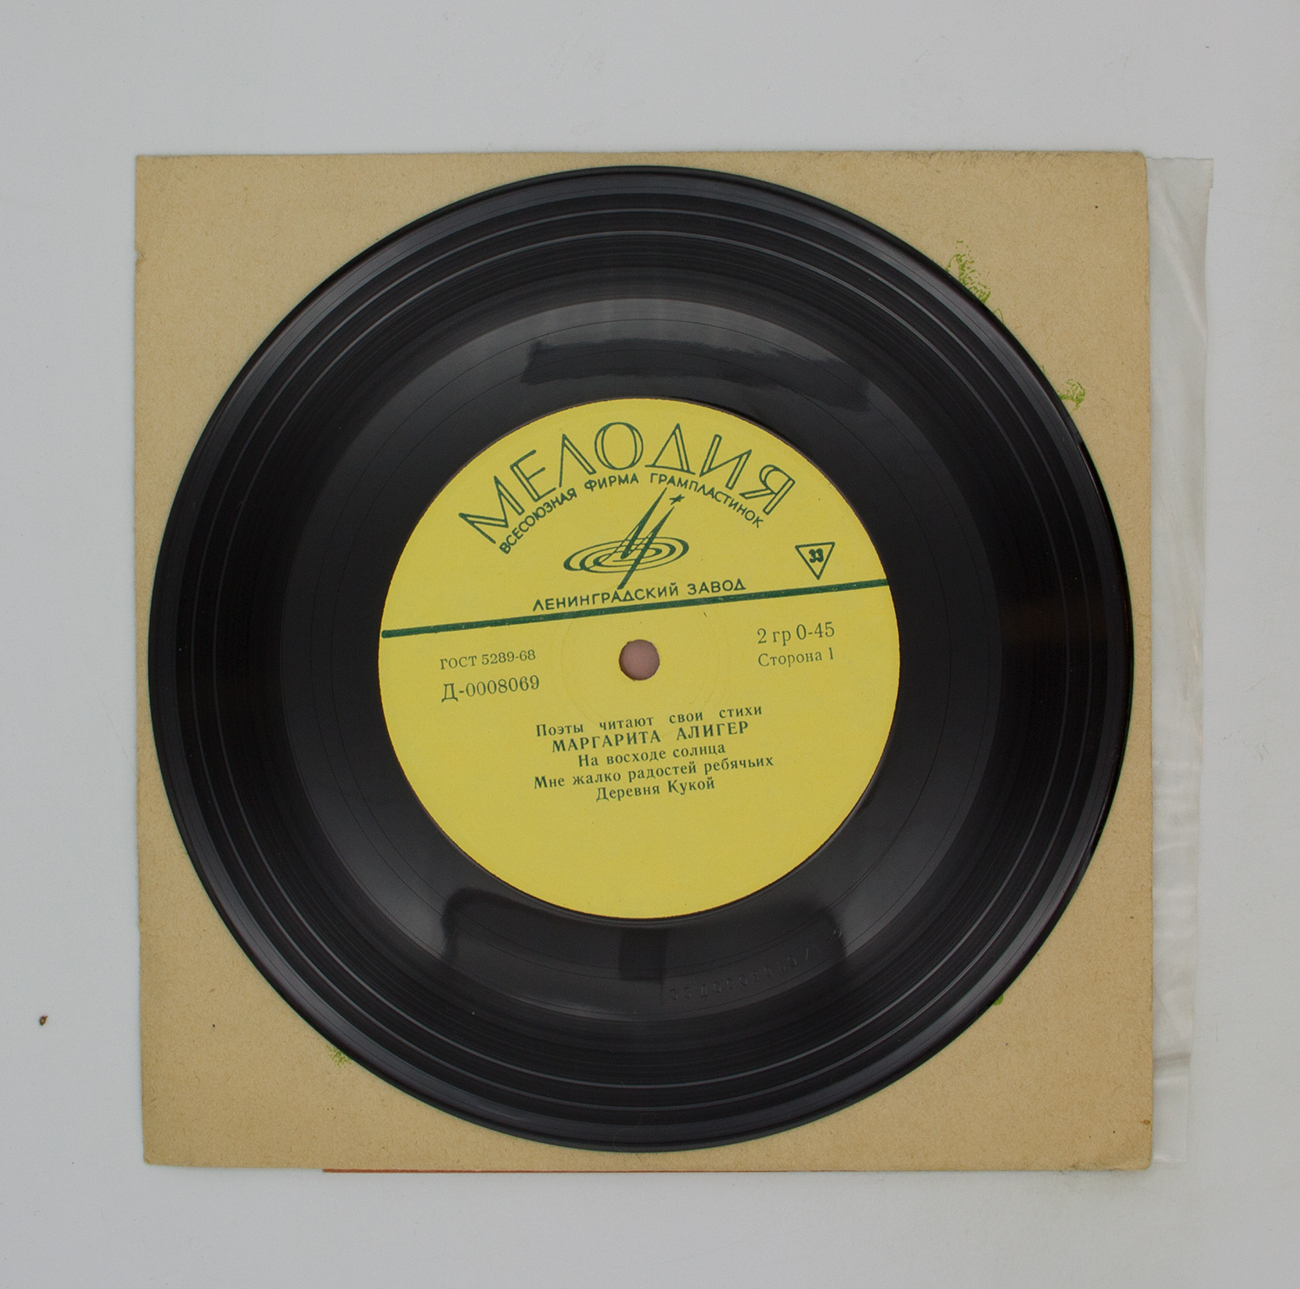 МЕЛОДИЯ
ВСЕСОЮЗНАЯ ФИРМА ГРАМПЛАСТИНОК
33
ЛЕНИНГРАДСКИЙ ЗАВОД
ГОСТ 5289-68
Д-0008069
2 гр 0-45
Сторона 1
Поэты читают свои стихи
МАРГАРИТА АЛИГЕР
На восходе солнца
Мне жалко радостей ребячьих
Деревня Кукой